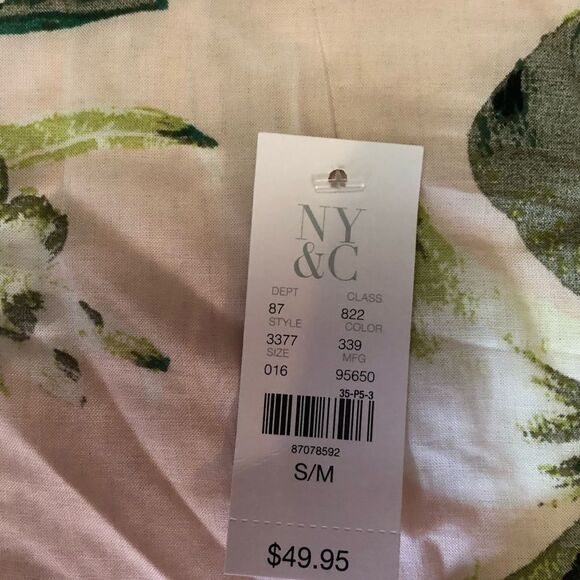 NY
&C
DEPT CLASS
87 822
STYLE COLOR
3377 339
SIZE MFG
016 95650
35-P5-3
87078592
S/M
$49.95